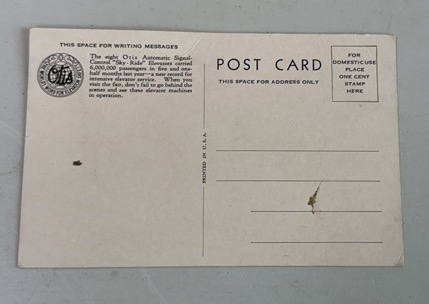 THIS SPACE FOR WRITING MESSAGES
Otis
The eight Otis Automatic Signal-
Control "Sky-Ride" Elevators carried
6,000,000 passengers in five and one-
half months last year—a new record for
intensive elevator service. When you
visit the fair, don't fail to go behind the
scenes and see these elevator machines
in operation.
PRINTED IN U. S. A.
POST CARD
THIS SPACE FOR ADDRESS ONLY
FOR
DOMESTIC USE
PLACE
ONE CENT
STAMP
HERE